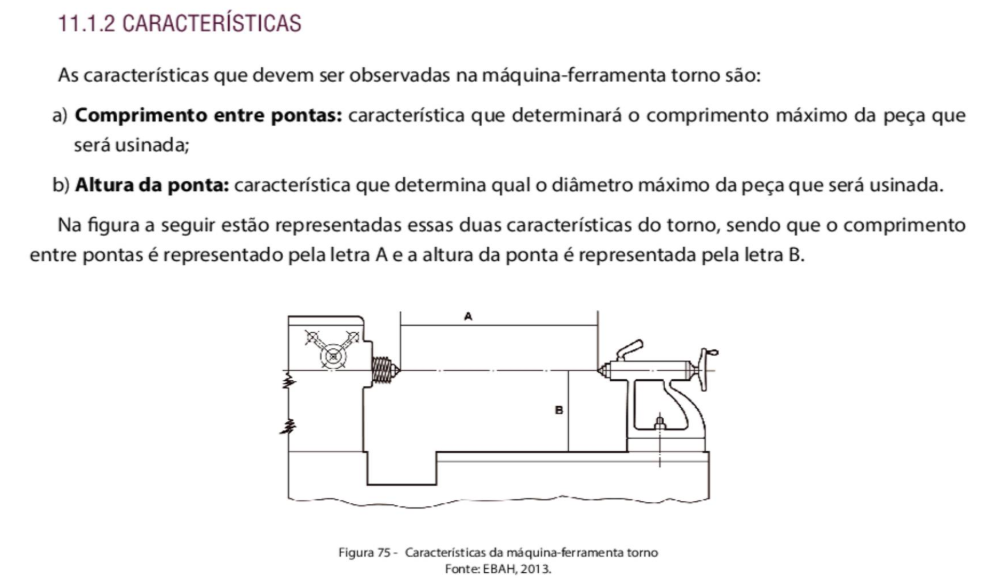 11.1.2 CARACTERÍSTICAS
As características que devem ser observadas na máquina-ferramenta torno são:
a) Comprimento entre pontas: característica que determinará o comprimento máximo da peça que
será usinada;
b) Altura da ponta: característica que determina qual o diâmetro máximo da peça que será usinada.
Na figura a seguir estão representadas essas duas características do torno, sendo que o comprimento
entre pontas é representado pela letra A e a altura da ponta é representada pela letra B.
A
B
Figura 75 - Características da máquina-ferramenta torno
Fonte: EBAH, 2013.